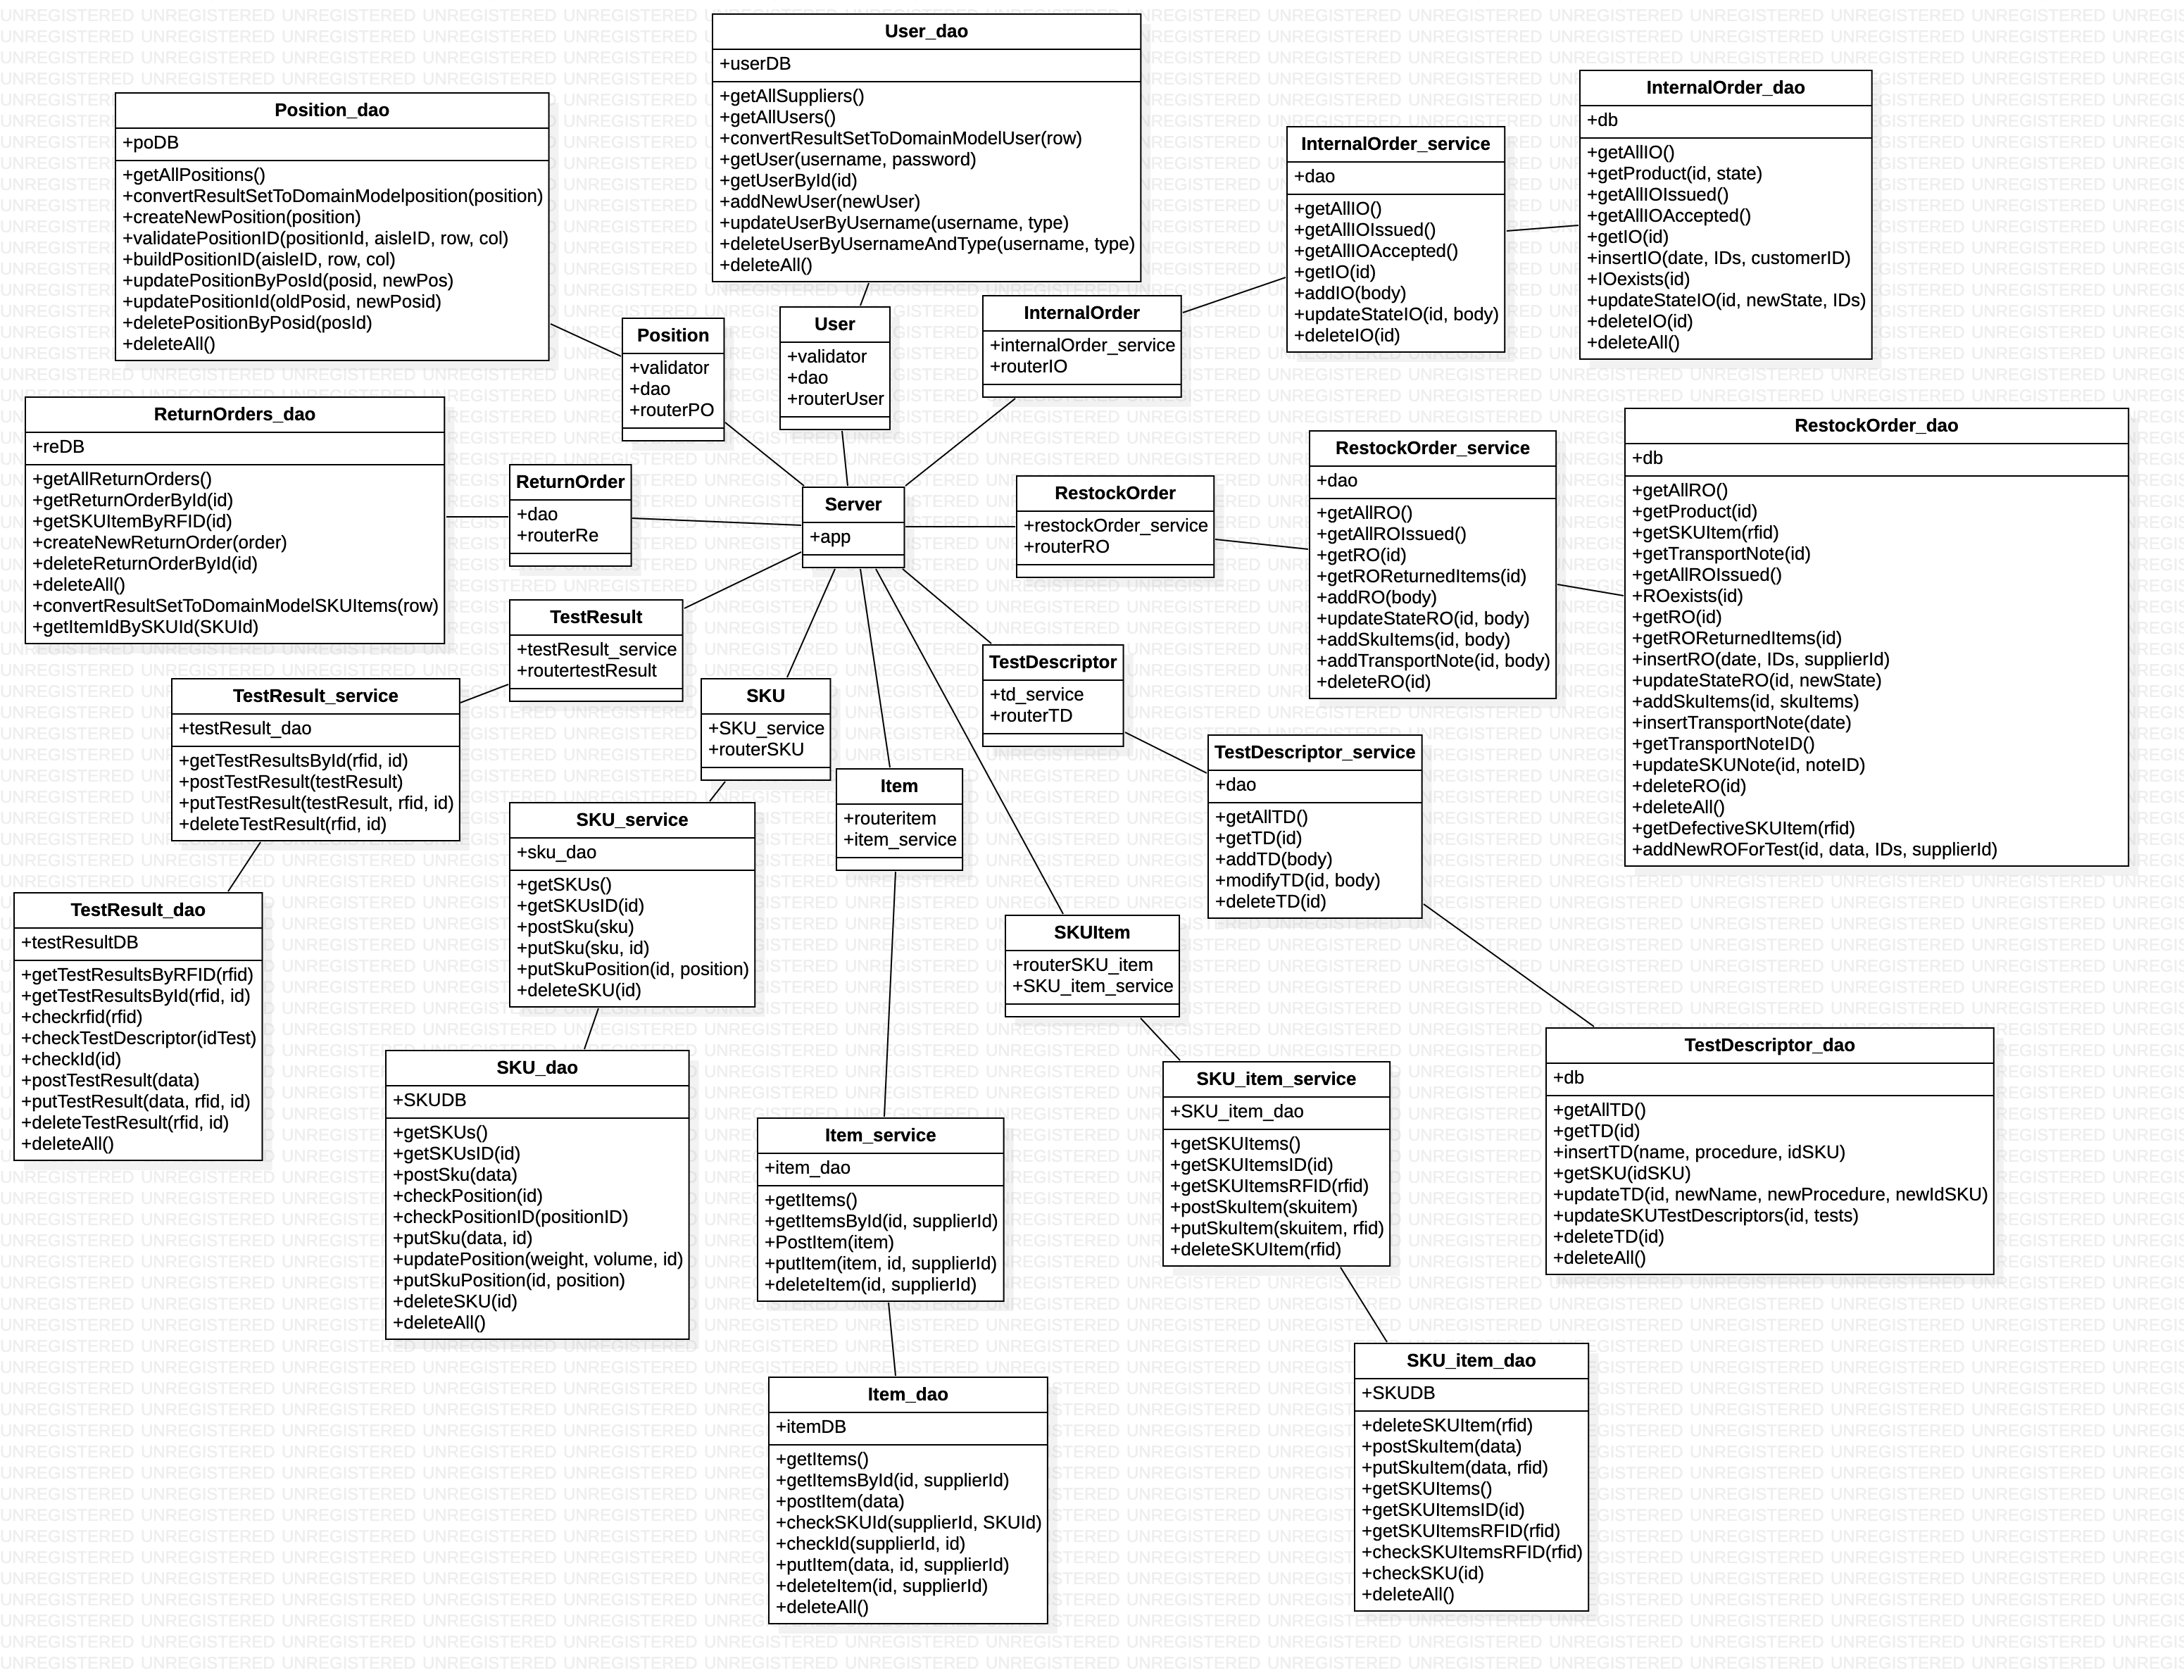 User_dao
+userDB
+getAllSuppliers()
+getAllUsers()
+convertResultSetToDomainModelUser(row)
+getUser(username, password)
+getUserById(id)
+addNewUser(newUser)
+updateUserByUsername(username, type)
+deleteUserByUsernameAndType(username, type)
+deleteAll()
Position_dao
+poDB
+getAllPositions()
+convertResultSetToDomainModelposition(position)
+createNewPosition(position)
+validatePositionID(positionId, aisleID, row, col)
+buildPositionID(aisleID, row, col)
+updatePositionByPosId(posid, newPos)
+updatePositionId(oldPosid, newPosid)
+deletePositionByPosid(posId)
+deleteAll()
InternalOrder_dao
+db
+getAllIO()
+getProduct(id, state)
+getAllIOIssued()
+getAllIOAccepted()
+getIO(id)
+insertIO(date, IDs, customerID)
+IOexists(id)
+updateStateIO(id, newState, IDs)
+deleteIO(id)
+deleteAll()
InternalOrder_service
+dao
+getAllIO()
+getAllIOIssued()
+getAllIOAccepted()
+getIO(id)
+addIO(body)
+updateStateIO(id, body)
+deleteIO(id)
Position
+validator
+dao
+routerPO
User
+validator
+dao
+routerUser
InternalOrder
+internalOrder_service
+routerIO
ReturnOrders_dao
+reDB
+getAllReturnOrders()
+getReturnOrderById(id)
+getSKUItemByRFID(id)
+createNewReturnOrder(order)
+deleteReturnOrderById(id)
+deleteAll()
+convertResultSetToDomainModelSKUItems(row)
+getItemIdBySKUId(SKUId)
ReturnOrder
+dao
+routerRe
Server
+app
RestockOrder
+restockOrder_service
+routerRO
RestockOrder_service
+dao
+getAllRO()
+getAllROIssued()
+getRO(id)
+getROReturnedItems(id)
+addRO(body)
+updateStateRO(id, body)
+addSkuItems(id, body)
+addTransportNote(id, body)
+deleteRO(id)
RestockOrder_dao
+db
+getAllRO()
+getProduct(id)
+getSKUItem(rfid)
+getTransportNote(id)
+getAllROIssued()
+ROexists(id)
+getRO(id)
+getROReturnedItems(id)
+insertRO(date, IDs, supplierId)
+updateStateRO(id, newState)
+addSkuItems(id, skuItems)
+insertTransportNote(date)
+getTransportNoteID()
+updateSKUNote(id, noteID)
+deleteRO(id)
+deleteAll()
+getDefectiveSKUItem(rfid)
+addNewROForTest(id, data, IDs, supplierId)
TestResult
+testResult_service
+routertestResult
TestResult_service
+testResult_dao
+getTestResultsById(rfid, id)
+postTestResult(testResult)
+putTestResult(testResult, rfid, id)
+deleteTestResult(rfid, id)
SKU
+SKU_service
+routerSKU
TestDescriptor
+td_service
+routerTD
TestDescriptor_service
+dao
+getAllTD()
+getTD(id)
+addTD(body)
+modifyTD(id, body)
+deleteTD(id)
Item
+routeritem
+item_service
SKU_service
+sku_dao
+getSKUs()
+getSKUsID(id)
+postSku(sku)
+putSku(sku, id)
+putSkuPosition(id, position)
+deleteSKU(id)
TestResult_dao
+testResultDB
+getTestResultsByRFID(rfid)
+getTestResultsById(rfid, id)
+checkrfid(rfid)
+checkTestDescriptor(idTest)
+checkId(id)
+postTestResult(data)
+putTestResult(data, rfid, id)
+deleteTestResult(rfid, id)
+deleteAll()
SKUItem
+routerSKU_item
+SKU_item_service
SKU_dao
+SKUDB
+getSKUs()
+getSKUsID(id)
+postSku(data)
+checkPosition(id)
+checkPositionID(positionID)
+putSku(data, id)
+updatePosition(weight, volume, id)
+putSkuPosition(id, position)
+deleteSKU(id)
+deleteAll()
Item_service
+item_dao
+getItems()
+getItemsById(id, supplierId)
+PostItem(item)
+putItem(item, id, supplierId)
+deleteItem(id, supplierId)
SKU_item_service
+SKU_item_dao
+getSKUItems()
+getSKUItemsID(id)
+getSKUItemsRFID(rfid)
+postSkuItem(skuitem)
+putSkuItem(skuitem, rfid)
+deleteSKUItem(rfid)
TestDescriptor_dao
+db
+getAllTD()
+getTD(id)
+insertTD(name, procedure, idSKU)
+getSKU(idSKU)
+updateTD(id, newName, newProcedure, newIdSKU)
+updateSKUTestDescriptors(id, tests)
+deleteTD(id)
+deleteAll()
Item_dao
+itemDB
+getItems()
+getItemsById(id, supplierId)
+postItem(data)
+checkSKUId(supplierId, SKUId)
+checkId(supplierId, id)
+putItem(data, id, supplierId)
+deleteItem(id, supplierId)
+deleteAll()
SKU_item_dao
+SKUDB
+deleteSKUItem(rfid)
+postSkuItem(data)
+putSkuItem(data, rfid)
+getSKUItems()
+getSKUItemsID(id)
+getSKUItemsRFID(rfid)
+checkSKUItemsRFID(rfid)
+checkSKU(id)
+deleteAll()
UNREGISTERED